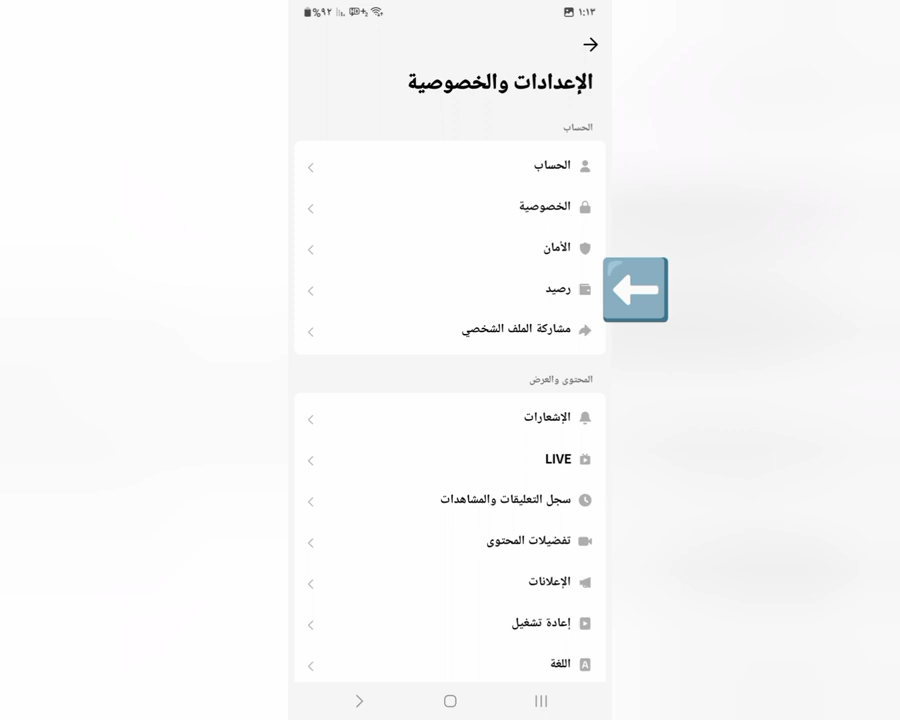 ١:١٣
%٩٢
الإعدادات والخصوصية
الحساب
الحساب
الخصوصية
الأمان
رصيد
مشاركة الملف الشخصي
المحتوى والعرض
الإشعارات
LIVE
سجل التعليقات والمشاهدات
تفضيلات المحتوى
الإعلانات
إعادة تشغيل
اللغة